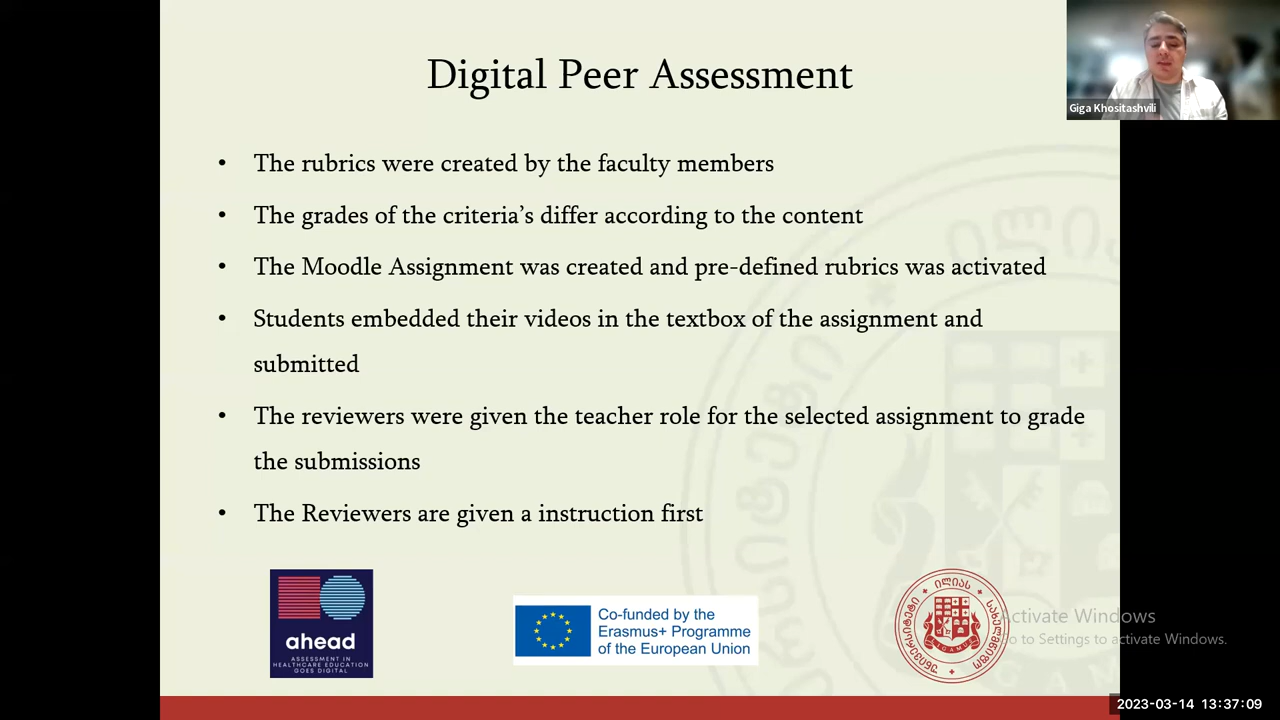 Digital Peer Assessment
Giga Khositashvili
• The rubrics were created by the faculty members
• The grades of the criteria’s differ according to the content
• The Moodle Assignment was created and pre-defined rubrics was activated
• Students embedded their videos in the textbox of the assignment and
submitted
• The reviewers were given the teacher role for the selected assignment to grade
the submissions
• The Reviewers are given a instruction first
ahead
ASSESSMENT IN
HEALTHCARE EDUCATION
GOES DIGITAL
Co-funded by the
Erasmus+ Programme
of the European Union
ილიას სახელმწიფო უნივერსიტეტი
Activate Windows
Go to Settings to activate Windows.
2023-03-14 13:37:09